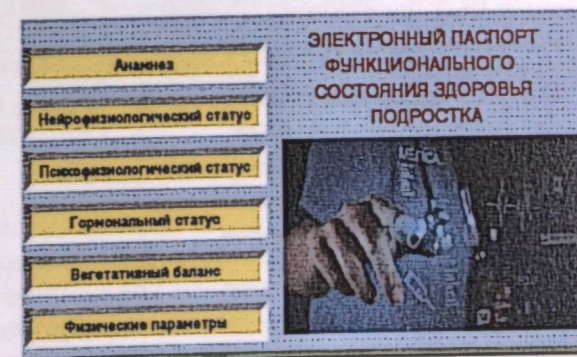 ЭЛЕКТРОННЫЙ ПАСПОРТ
ФУНКЦИОНАЛЬНОГО
СОСТОЯНИЯ ЗДОРОВЬЯ
ПОДРОСТКА
Анамнез
Нейрофизиологический статус
Психофизиологический статус
Гормональный статус
Вегетативный баланс
Физические параметры